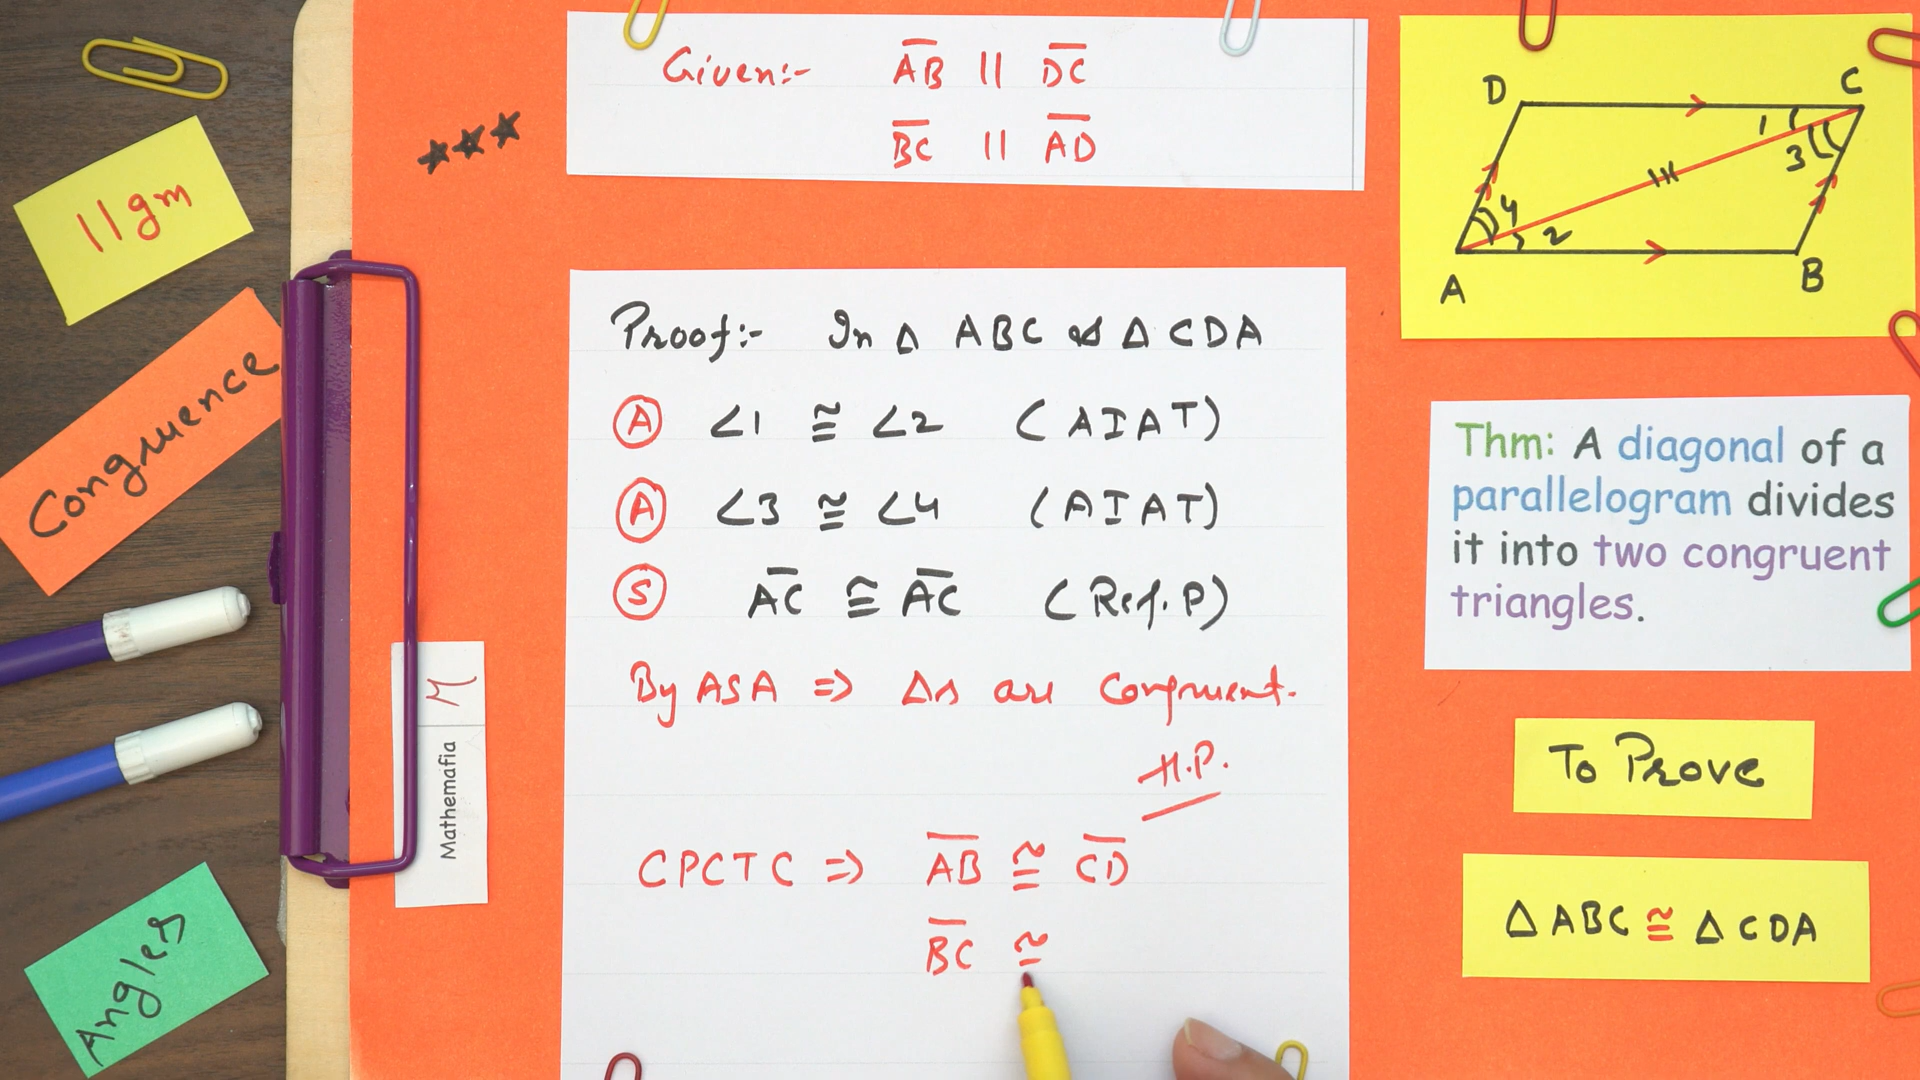 Given:- AB || DC
BC || AD
||gm
Congruence
Angles
M
Mathemafia
Proof:- In Δ ABC & Δ CDA
A ∠1 ≅ ∠2 (AIAT)
A ∠3 ≅ ∠4 (AIAT)
S AC ≅ AC (Ref.P)
By ASA ⇒ Δs are congruent.
H.P.
CPCTC ⇒ AB ≅ CD
BC ≅
D C
1
3
4
2
A B
Thm: A diagonal of a
parallelogram divides
it into two congruent
triangles.
To Prove
Δ ABC ≅ Δ CDA